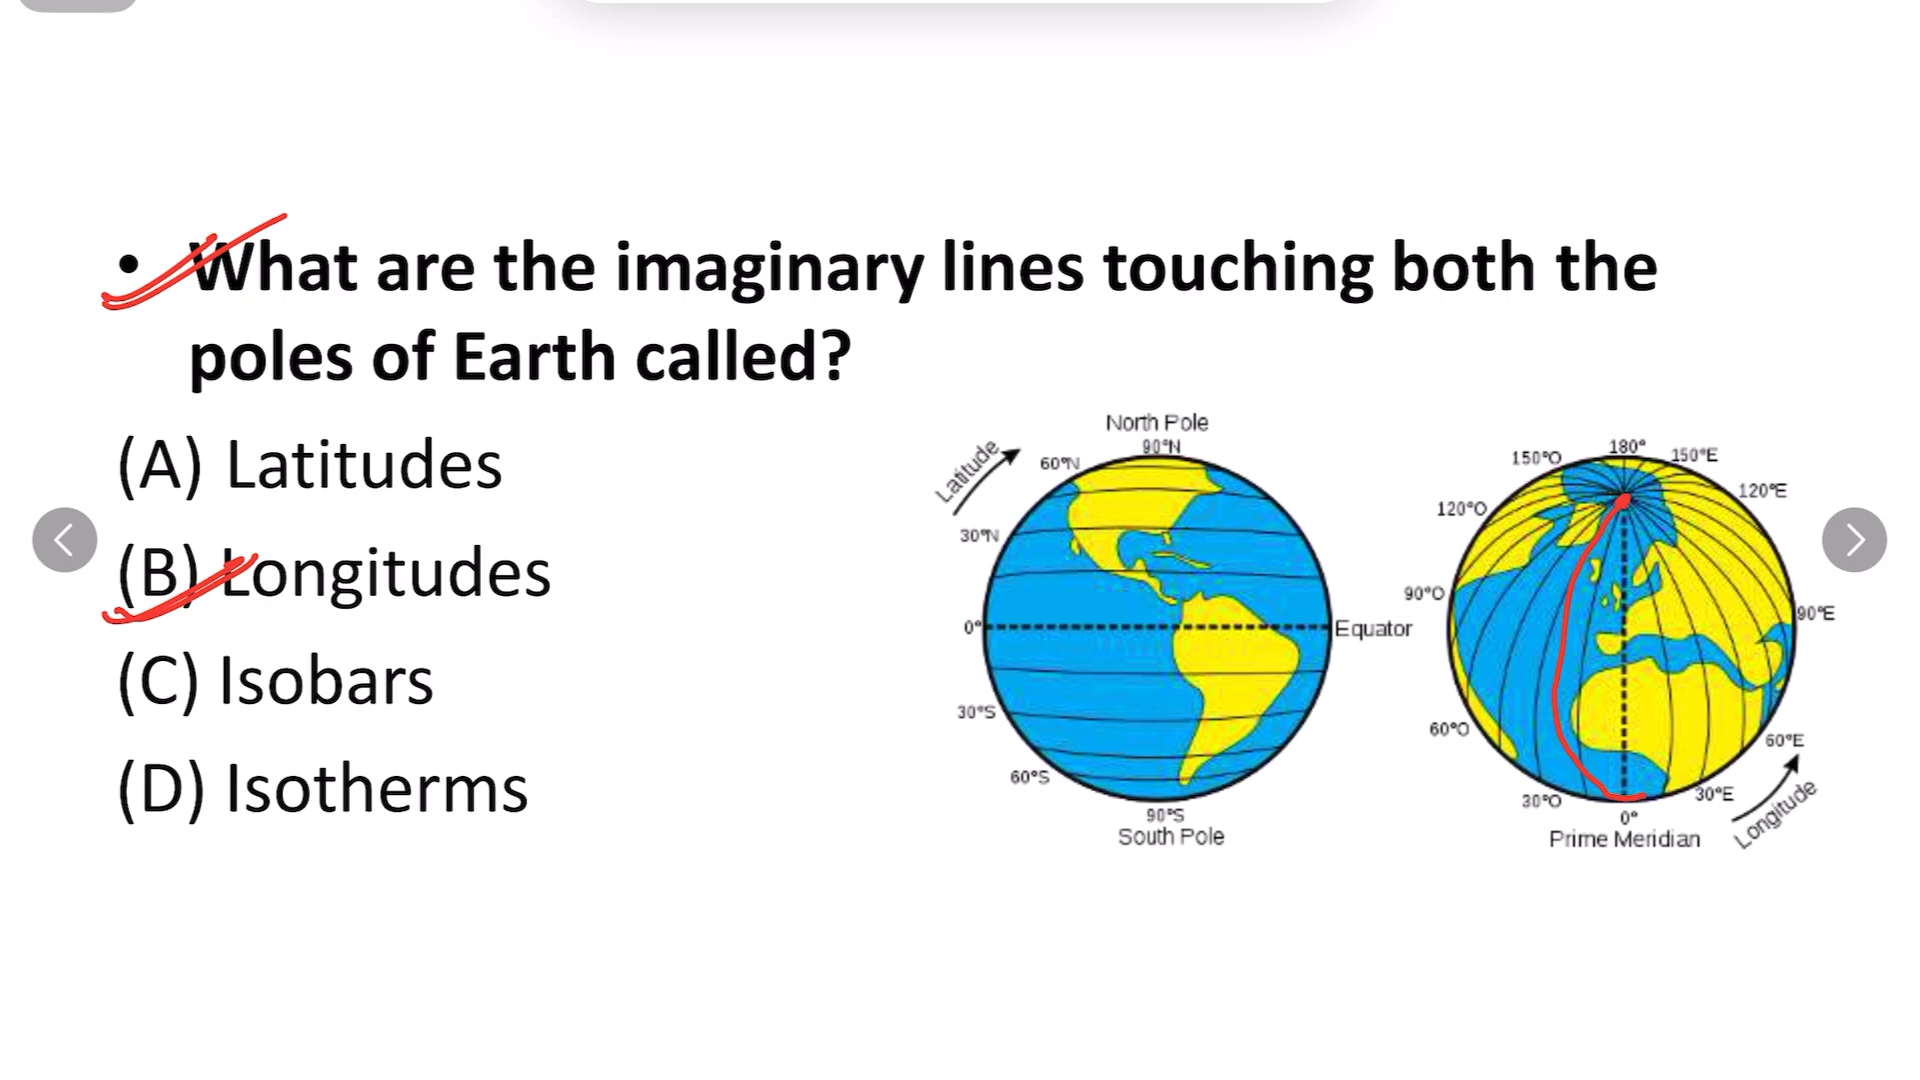 • What are the imaginary lines touching both the
poles of Earth called?
(A) Latitudes
(B) Longitudes
(C) Isobars
(D) Isotherms
North Pole
90°N
Latitude
60°N
30°N
0°
Equator
30°S
60°S
90°S
South Pole
180°
150°O
150°E
120°O
120°E
90°O
90°E
60°O
60°E
30°O
30°E
0°
Prime Meridian
Longitude